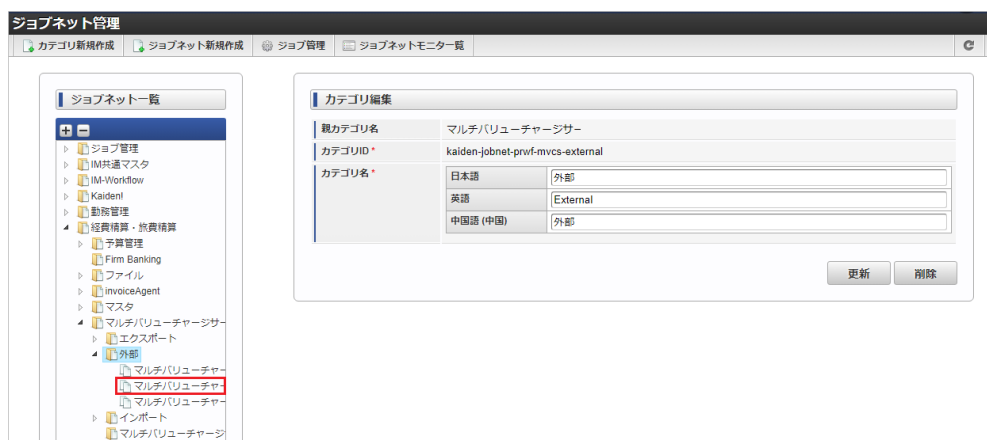 ジョブネット管理
カテゴリ新規作成 ジョブネット新規作成 ジョブ管理 ジョブネットモニター覧
ジョブネット一覧
ジョブ管理
IM共通マスタ
IM-Workflow
Kaiden!
勤務管理
経費精算・旅費精算
予算管理
Firm Banking
ファイル
invoiceAgent
マスタ
マルチバリューチャージサー
エクスポート
外部
マルチバリューチャー
マルチバリューチャー
マルチバリューチャー
インポート
マルチバリューチャージ
カテゴリ編集
親カテゴリ名 マルチバリューチャージサー
カテゴリID * kaiden-jobnet-prwf-mvcs-external
カテゴリ名 *
日本語 外部
英語 External
中国語 (中国) 外部
更新 削除